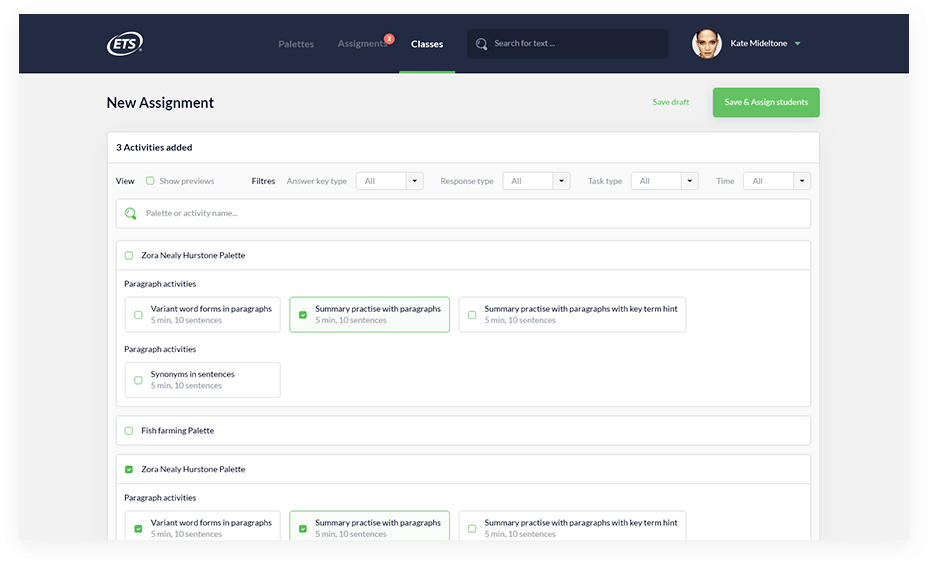 ETS
Palettes
Assigments
2
Classes
Search for text ...
Kate Mideltone
New Assignment
Save draft
Save & Assign students
3 Activities added
View
Show previews
Filtres
Answer key type
All
Response type
All
Task type
All
Time
All
Palette or activity name...
Zora Nealy Hurstone Palette
Paragraph activities
Variant word forms in paragraphs
5 min, 10 sentences
Summary practise with paragraphs
5 min, 10 sentences
Summary practise with paragraphs with key term hint
5 min, 10 sentences
Paragraph activities
Synonyms in sentences
5 min, 10 sentences
Fish farming Palette
Zora Nealy Hurstone Palette
Paragraph activities
Variant word forms in paragraphs
5 min, 10 sentences
Summary practise with paragraphs
5 min, 10 sentences
Summary practise with paragraphs with key term hint
5 min, 10 sentences